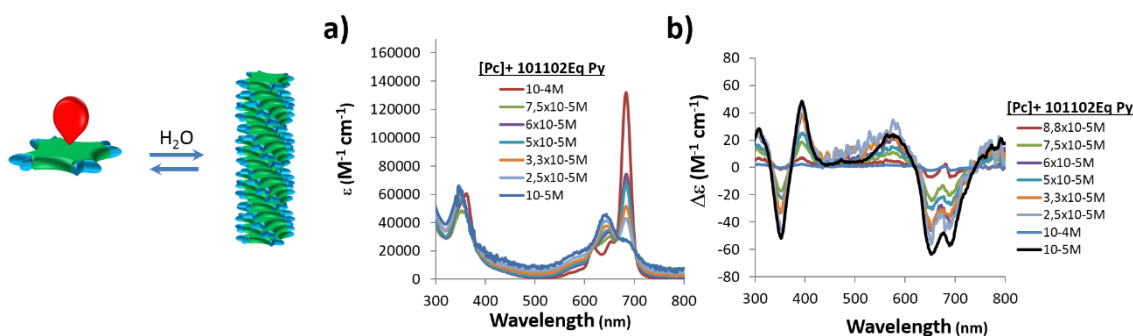 H2O
a)
ε (M-1 cm-1)
160000
140000
120000
100000
80000
60000
40000
20000
0
[Pc]+ 101102Eq Py
10-4M
7,5x10-5M
6x10-5M
5x10-5M
3,3x10-5M
2,5x10-5M
10-5M
300 400 500 600 700 800
Wavelength (nm)
b)
Δε (M-1 cm-1)
80
60
40
20
0
-20
-40
-60
-80
300 400 500 600 700 800
Wavelength (nm)
[Pc]+ 101102Eq Py
8,8x10-5M
7,5x10-5M
6x10-5M
5x10-5M
3,3x10-5M
2,5x10-5M
10-4M
10-5M